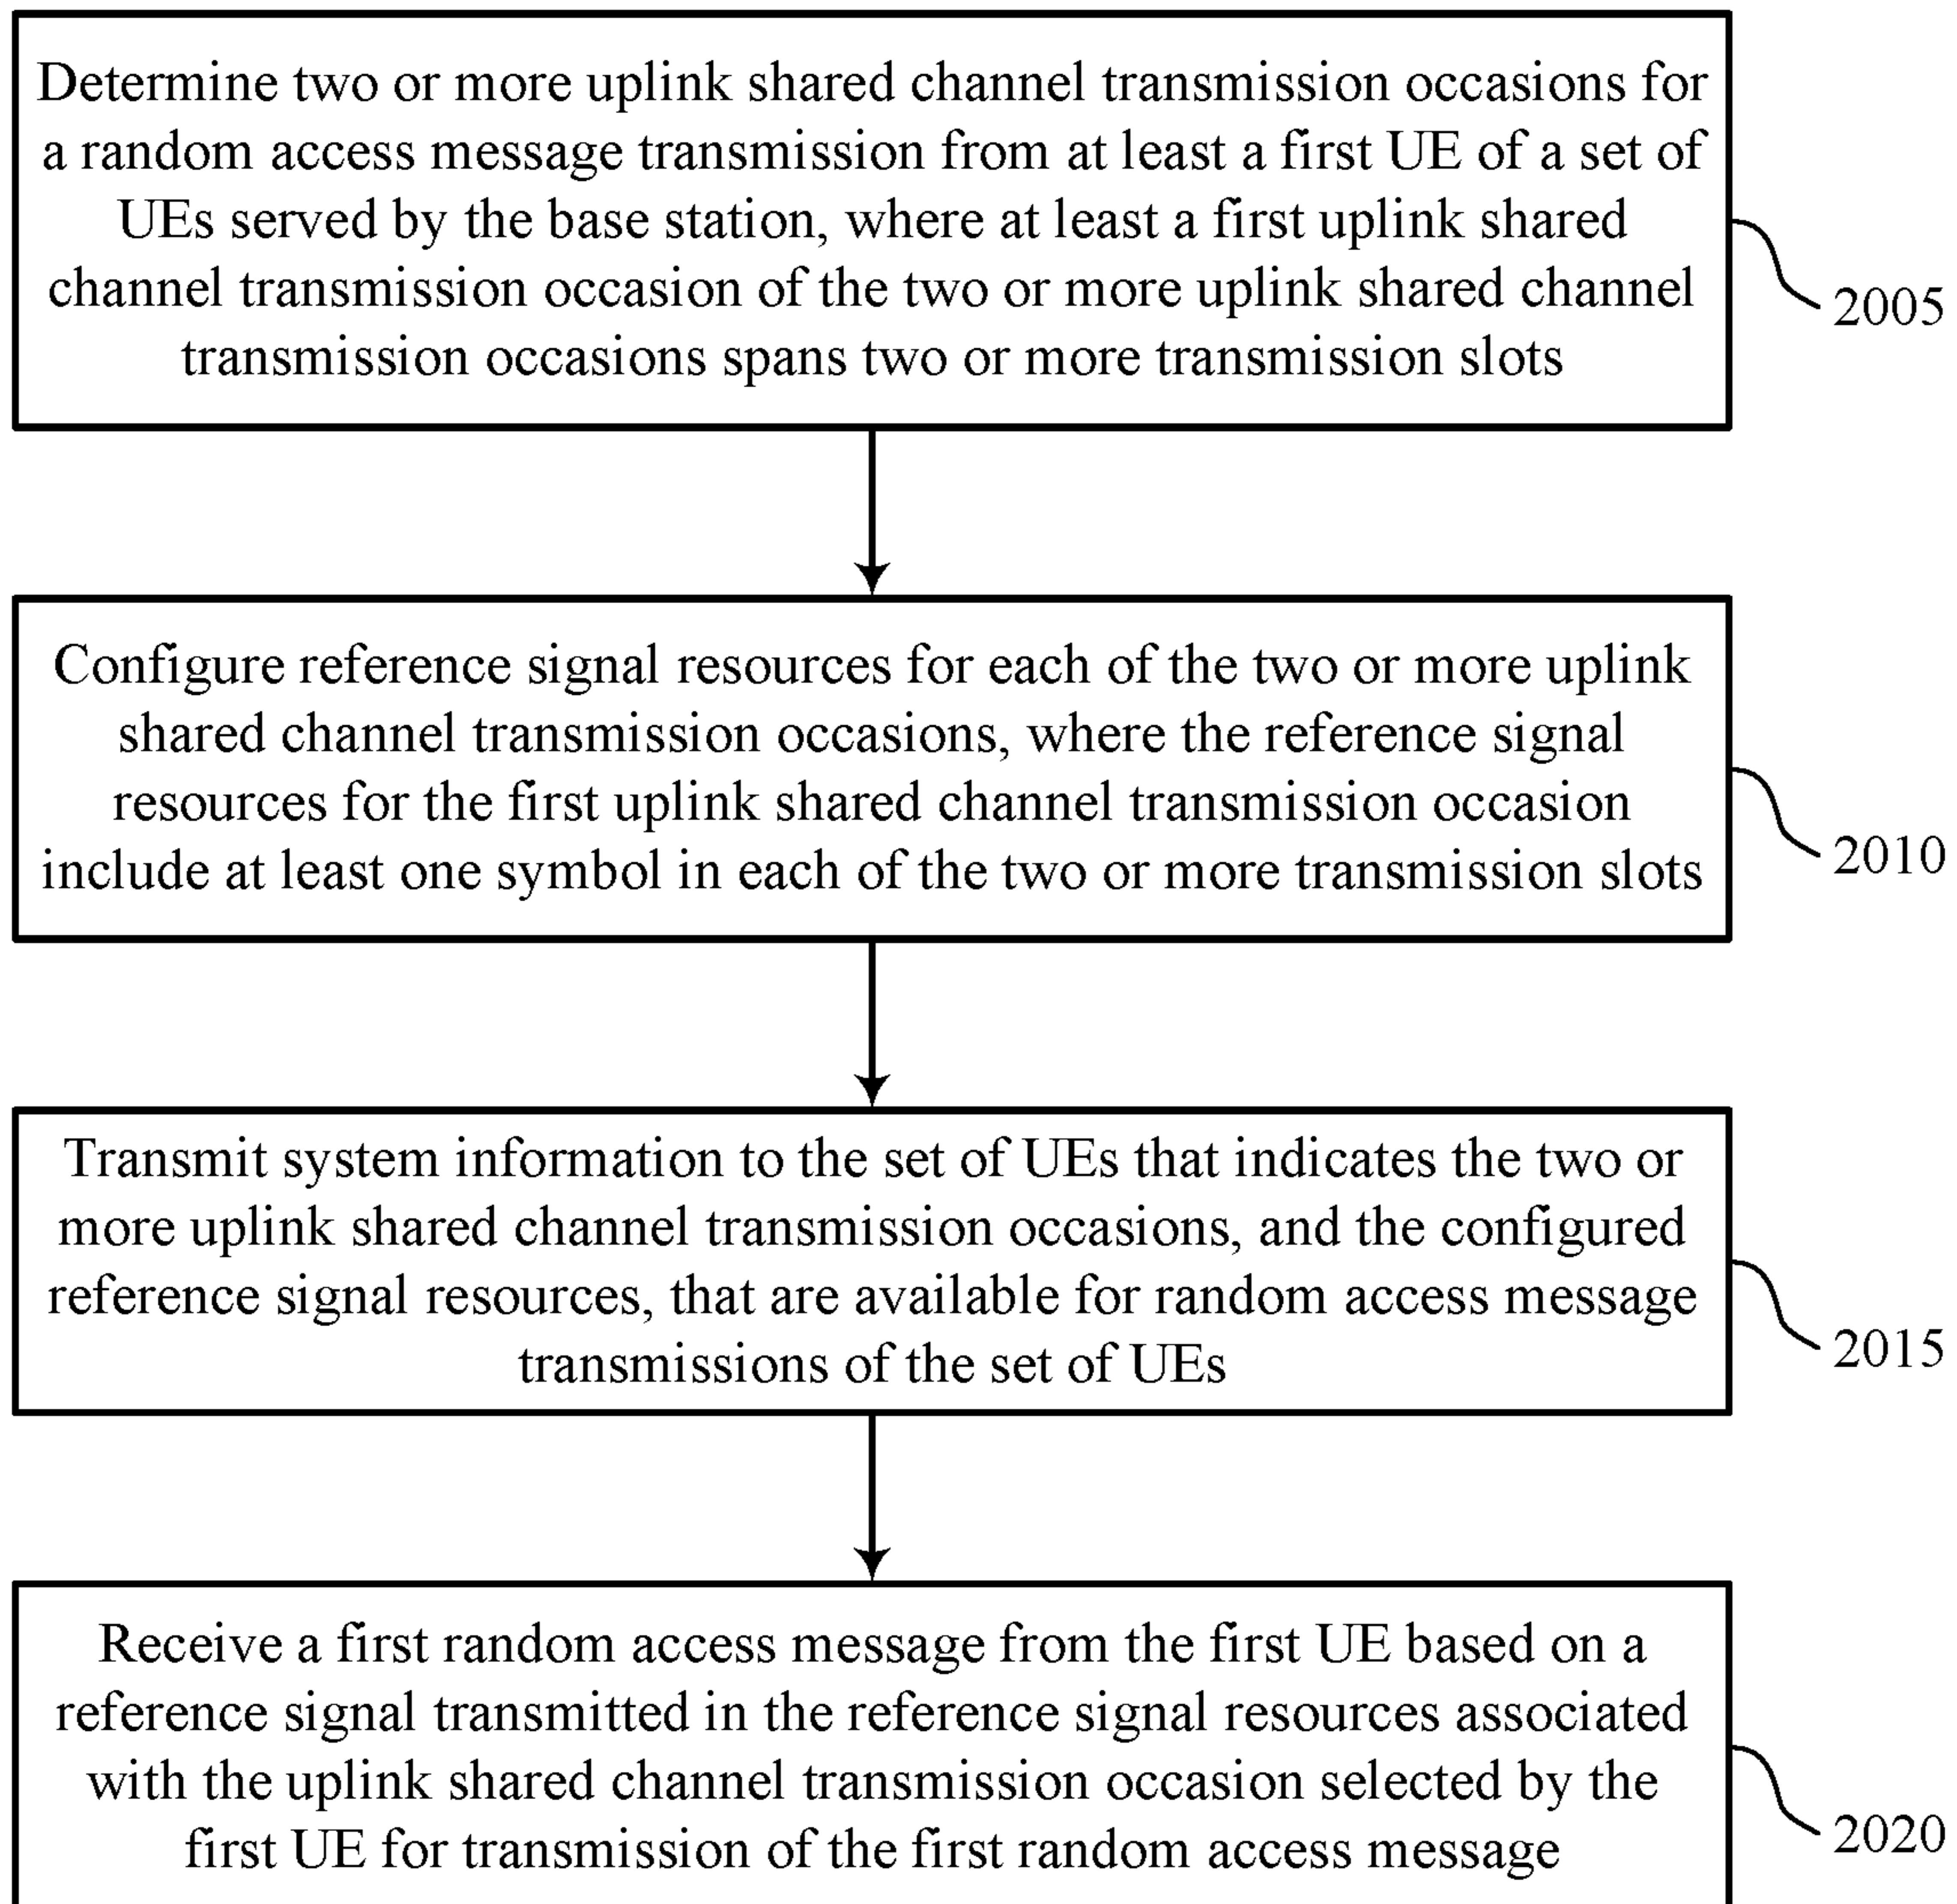 Determine two or more uplink shared channel transmission occasions for
a random access message transmission from at least a first UE of a set of
UEs served by the base station, where at least a first uplink shared
channel transmission occasion of the two or more uplink shared channel
transmission occasions spans two or more transmission slots
2005
Configure reference signal resources for each of the two or more uplink
shared channel transmission occasions, where the reference signal
resources for the first uplink shared channel transmission occasion
include at least one symbol in each of the two or more transmission slots
2010
Transmit system information to the set of UEs that indicates the two or
more uplink shared channel transmission occasions, and the configured
reference signal resources, that are available for random access message
transmissions of the set of UEs
2015
Receive a first random access message from the first UE based on a
reference signal transmitted in the reference signal resources associated
with the uplink shared channel transmission occasion selected by the
first UE for transmission of the first random access message
2020